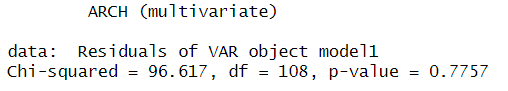 ARCH (multivariate)
data: Residuals of VAR object model1
Chi-squared = 96.617, df = 108, p-value = 0.7757